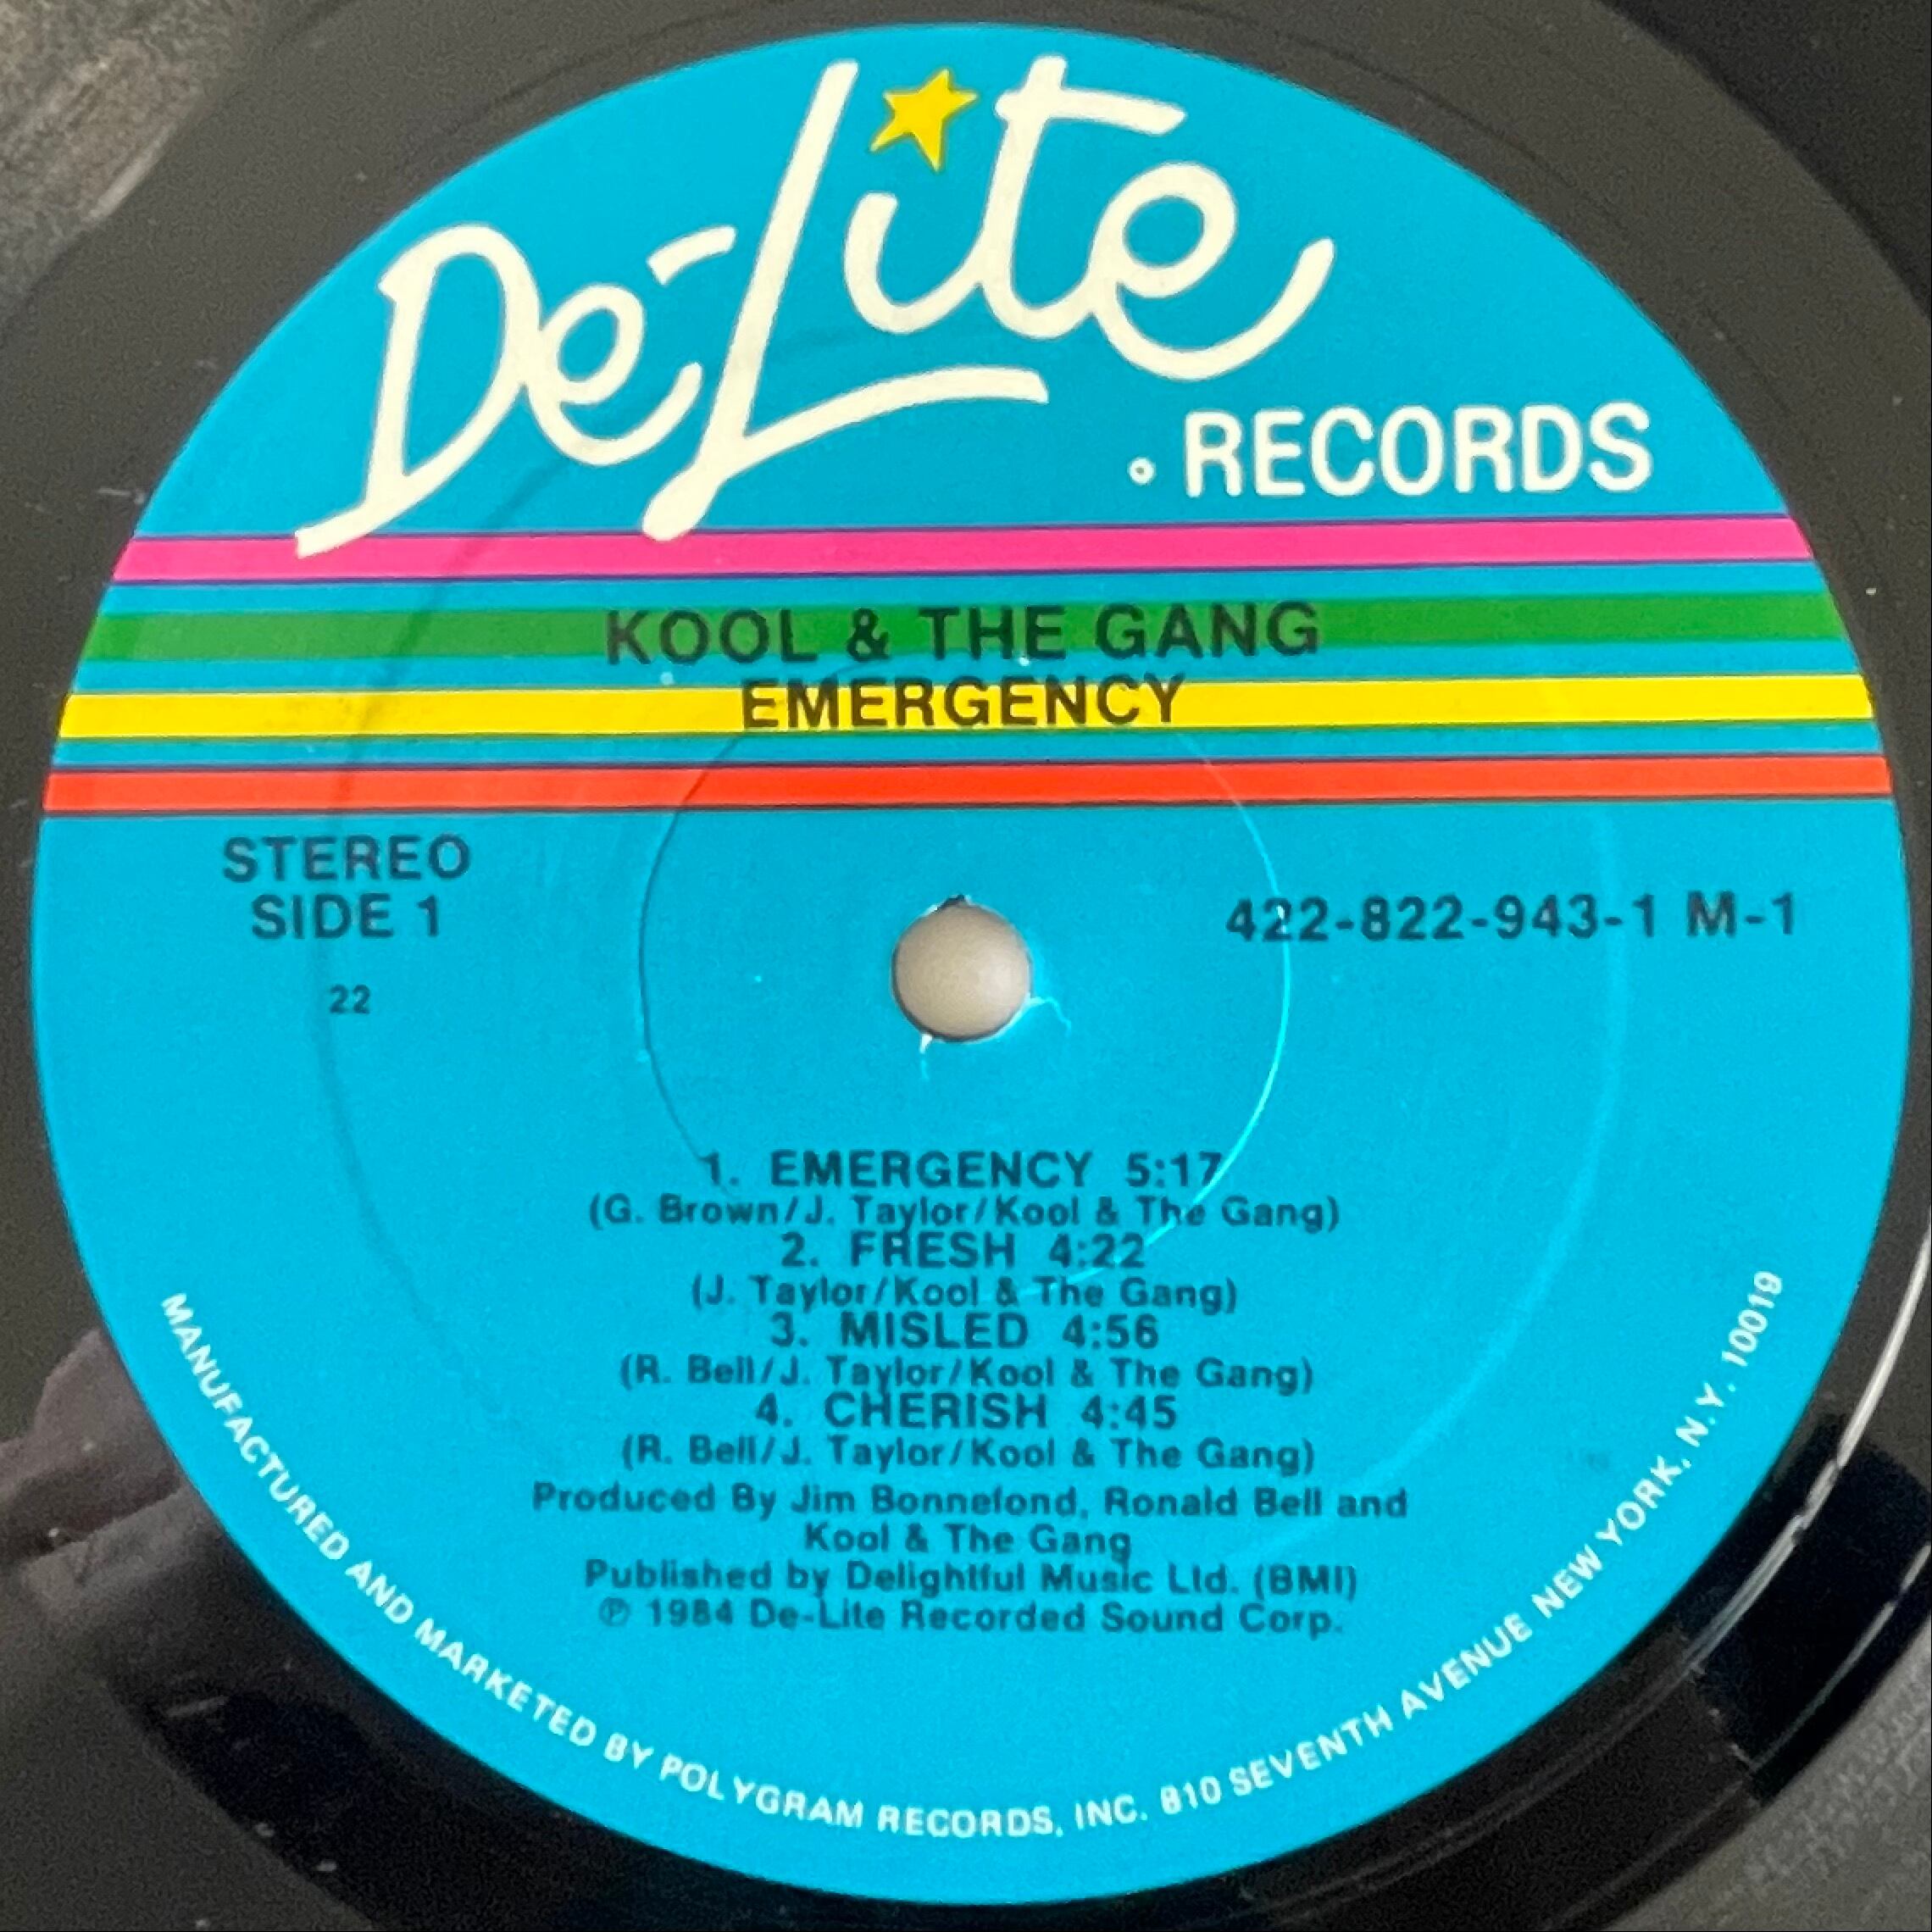 De-Lite
RECORDS
KOOL & THE GANG
EMERGENCY
STEREO
SIDE 1
422-822-943-1 M-1
22
1. EMERGENCY 5:17
(G. Brown/J. Taylor/Kool & The Gang)
2. FRESH 4:22
(J. Taylor/Kool & The Gang)
3. MISLED 4:56
(R. Bell/J. Taylor/Kool & The Gang)
4. CHERISH 4:45
(R. Bell/J. Taylor/Kool & The Gang)
Produced By Jim Bonnefond, Ronald Bell and
Kool & The Gang
Published by Delightful Music Ltd. (BMI)
℗ 1984 De-Lite Recorded Sound Corp.
MANUFACTURED AND MARKETED BY POLYGRAM RECORDS, INC. 810 SEVENTH AVENUE NEW YORK, N.Y. 10019